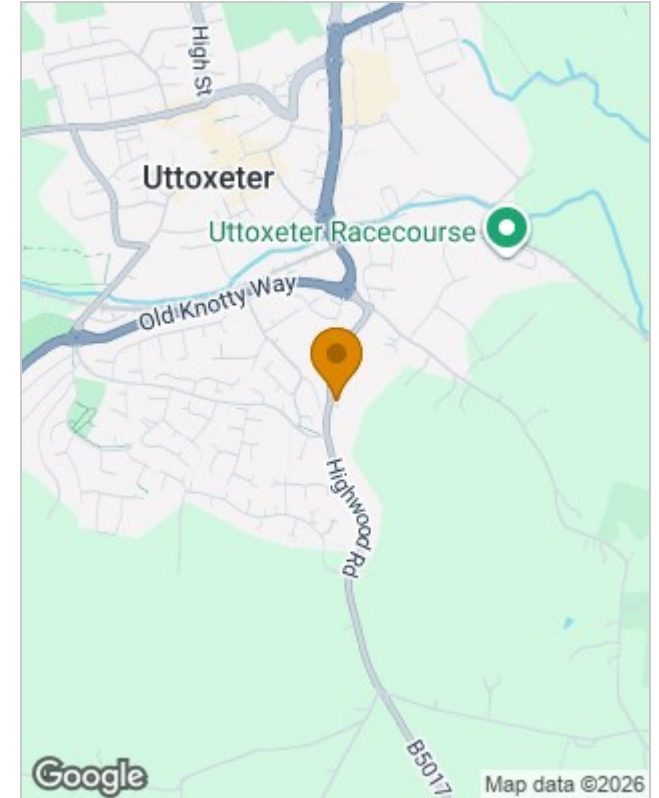 High St
Uttoxeter
Uttoxeter Racecourse
Old Knotty Way
Highwood Rd
B5017
Google
Map data ©2026